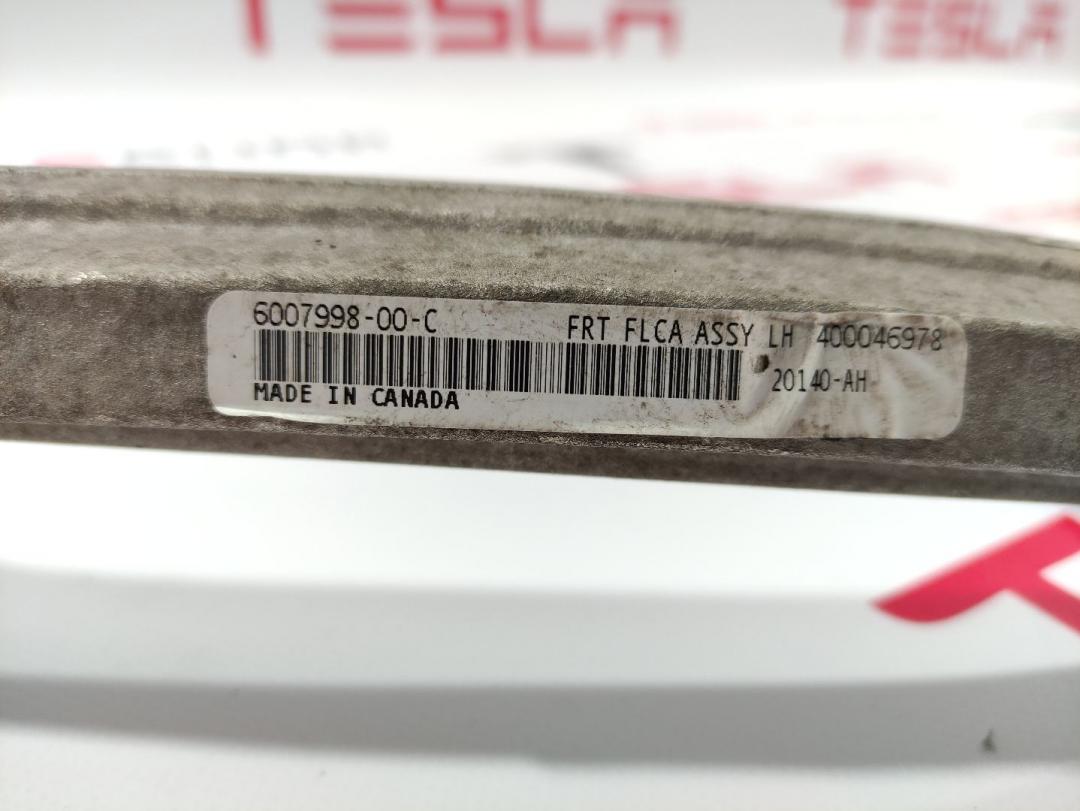 TESLA TESLA
6007998-00-C FRT FLCA ASSY LH 400046978
20140-AH
MADE IN CANADA